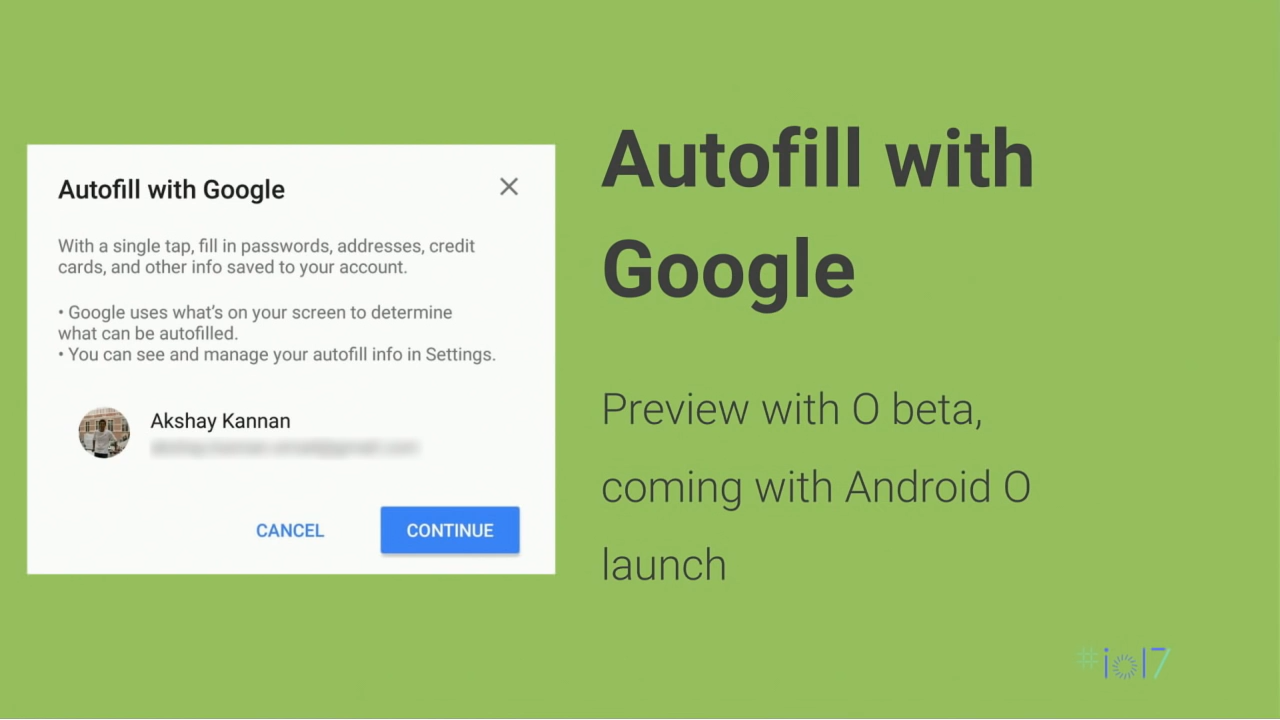 Autofill with Google
With a single tap, fill in passwords, addresses, credit
cards, and other info saved to your account.
• Google uses what's on your screen to determine
what can be autofilled.
• You can see and manage your autofill info in Settings.
Akshay Kannan
CANCEL
CONTINUE
Autofill with
Google
Preview with O beta,
coming with Android O
launch
#io17